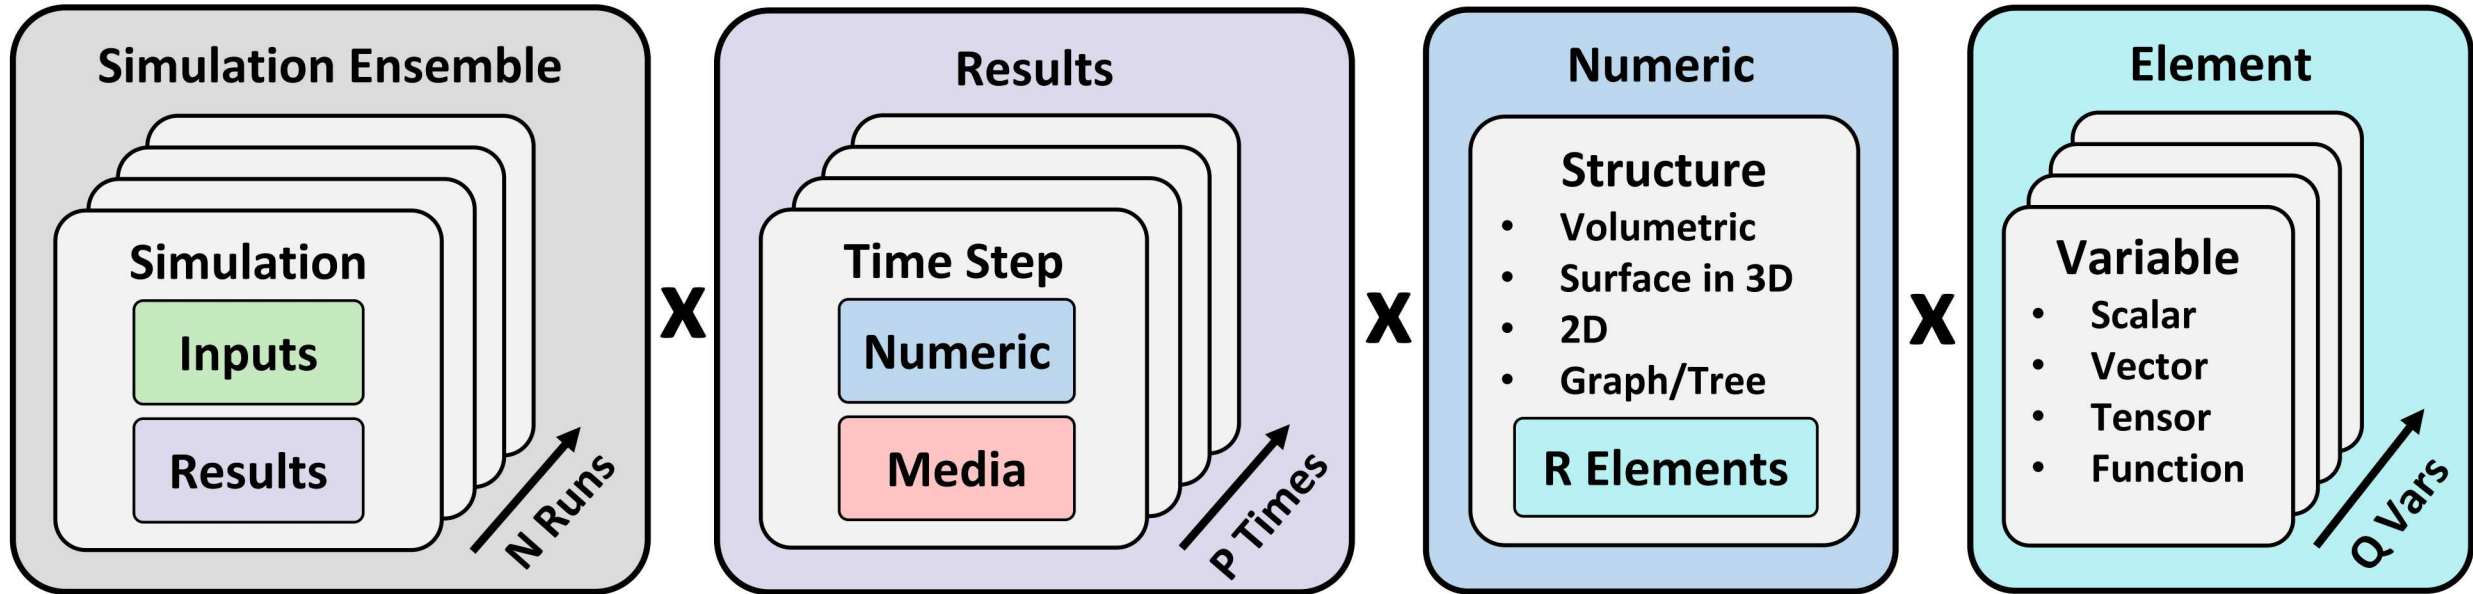 Simulation Ensemble
Simulation
Inputs
Results
N Runs
X
Results
Time Step
Numeric
Media
P Times
X
Numeric
Structure
• Volumetric
• Surface in 3D
• 2D
• Graph/Tree
R Elements
X
Element
Variable
• Scalar
• Vector
• Tensor
• Function
Q Vars